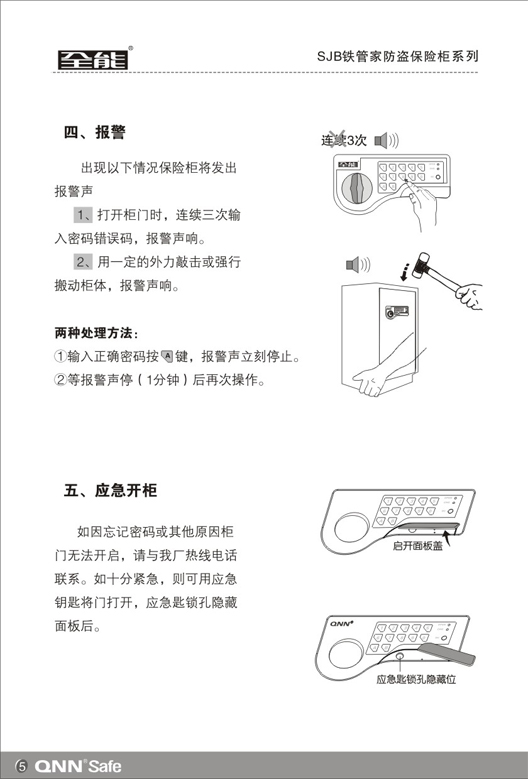 全能®
SJB铁管家防盗保险柜系列
四、报警
出现以下情况保险柜将发出
报警声
1、打开柜门时，连续三次输
入密码错误码，报警声响。
2、用一定的外力敲击或强行
搬动柜体，报警声响。
两种处理方法：
①输入正确密码按A键，报警声立刻停止。
②等报警声停（1分钟）后再次操作。
连续3次
全能
五、应急开柜
如因忘记密码或其他原因柜
门无法开启，请与我厂热线电话
联系。如十分紧急，则可用应急
钥匙将门打开，应急匙锁孔隐藏
面板后。
启开面板盖
QNN
应急匙锁孔隐藏位
5 QNN® Safe